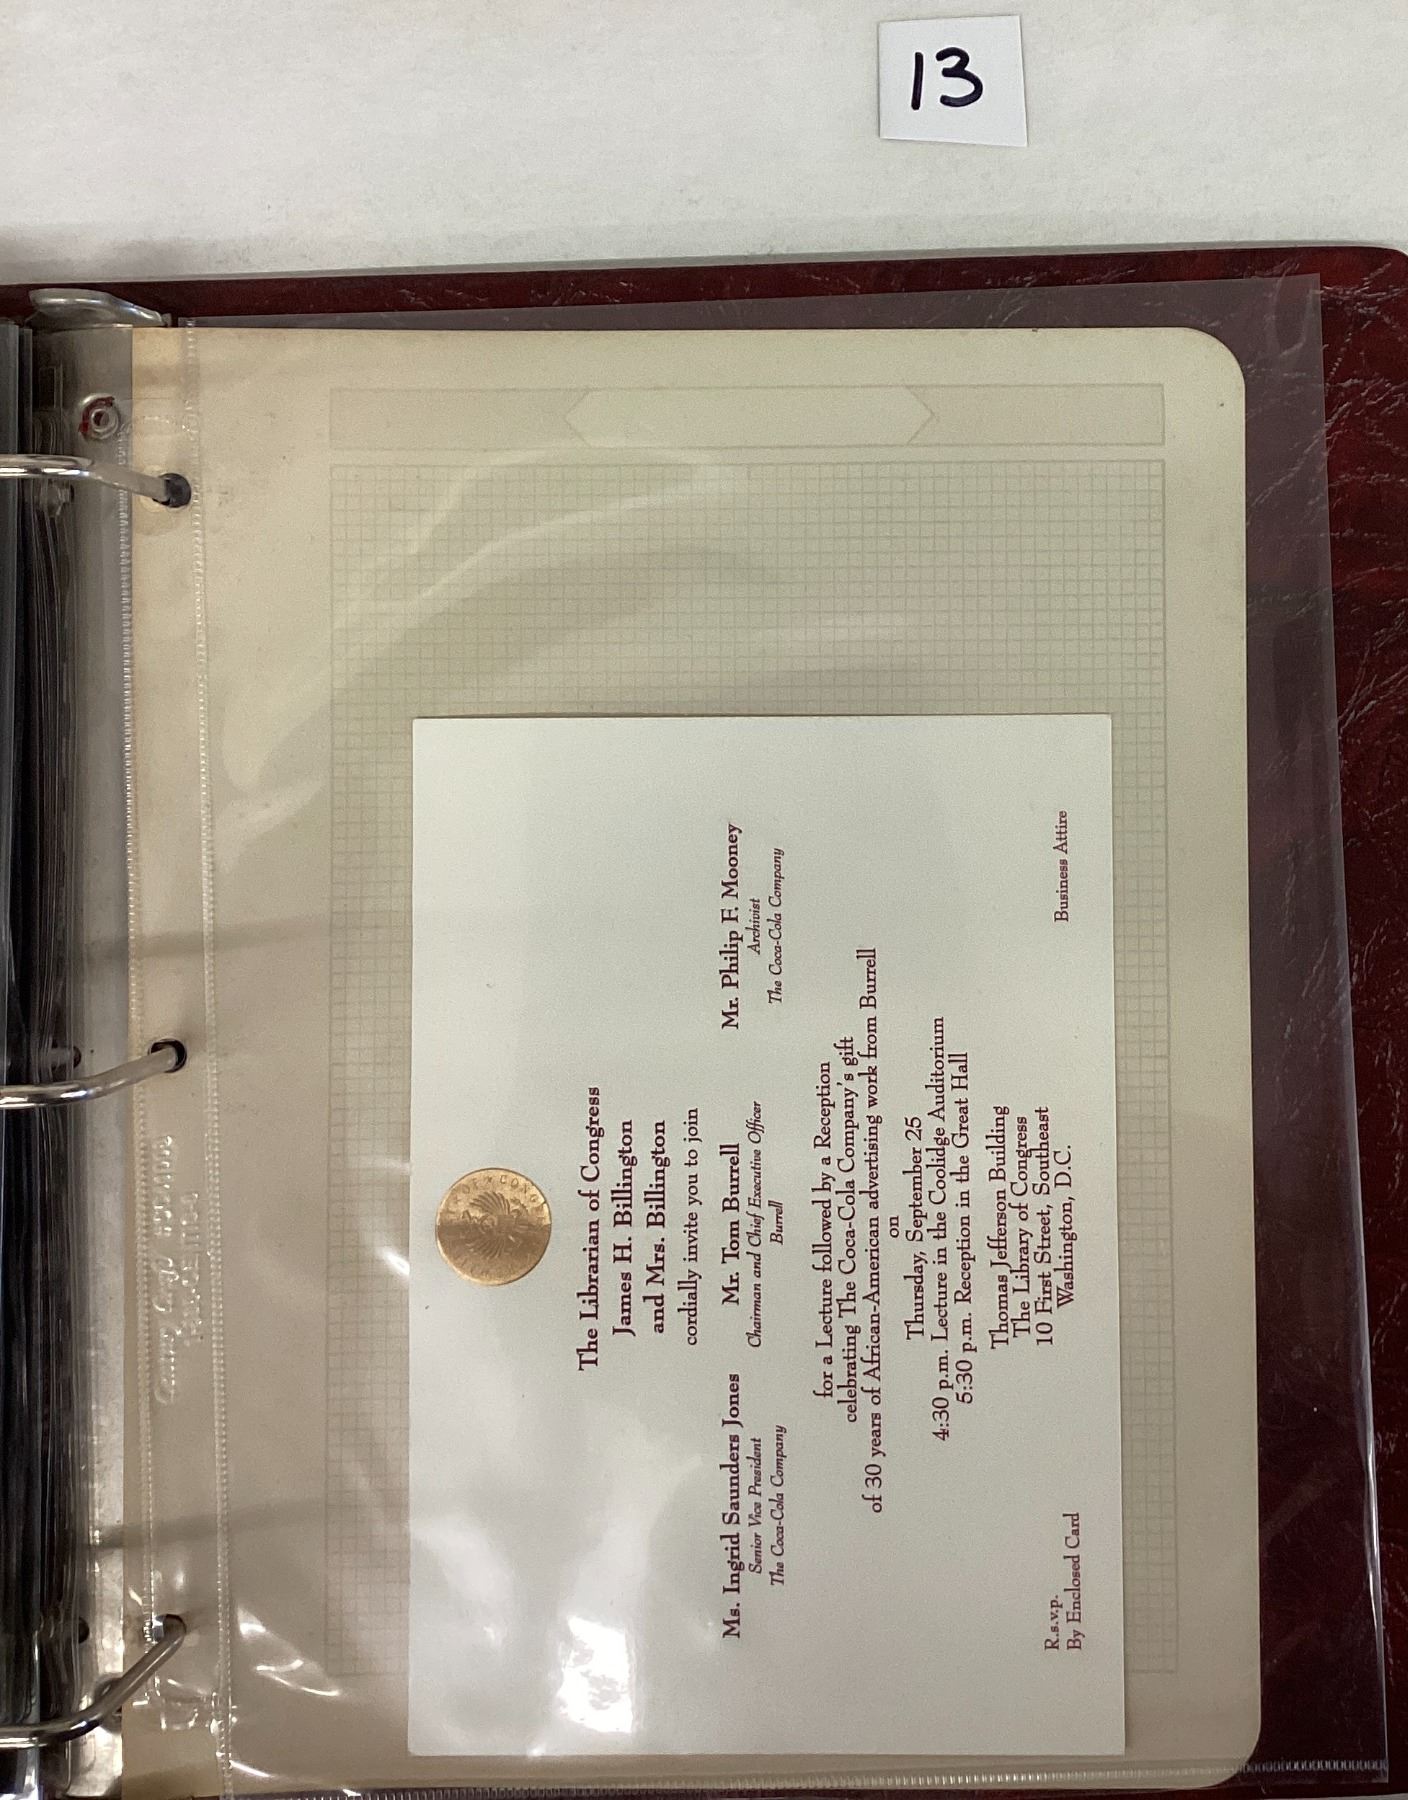 13
The Librarian of Congress
James H. Billington
and Mrs. Billington
cordially invite you to join
Ms. Ingrid Saunders Jones
Senior Vice President
The Coca-Cola Company
Mr. Tom Burrell
Chairman and Chief Executive Officer
Burrell
Mr. Philip F. Mooney
Archivist
The Coca-Cola Company
for a Lecture followed by a Reception
celebrating The Coca-Cola Company's gift
of 30 years of African-American advertising work from Burrell
on
Thursday, September 25
4:30 p.m. Lecture in the Coolidge Auditorium
5:30 p.m. Reception in the Great Hall
Thomas Jefferson Building
The Library of Congress
10 First Street, Southeast
Washington, D.C.
R.s.v.p.
By Enclosed Card
Business Attire